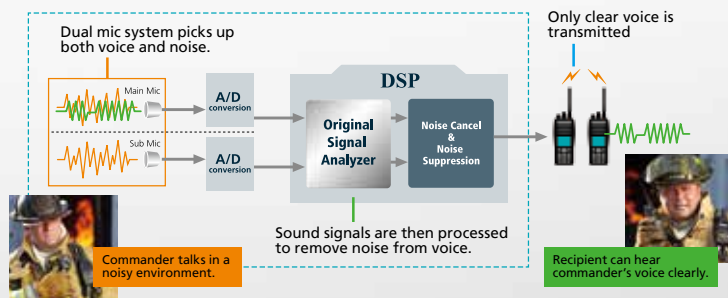 Dual mic system picks up
both voice and noise.
Only clear voice is
transmitted
Main Mic
A/D
conversion
DSP
Original
Signal
Analyzer
Noise Cancel
&
Noise
Suppression
Sub Mic
A/D
conversion
Sound signals are then processed
to remove noise from voice.
Commander talks in a
noisy environment.
Recipient can hear
commander's voice clearly.